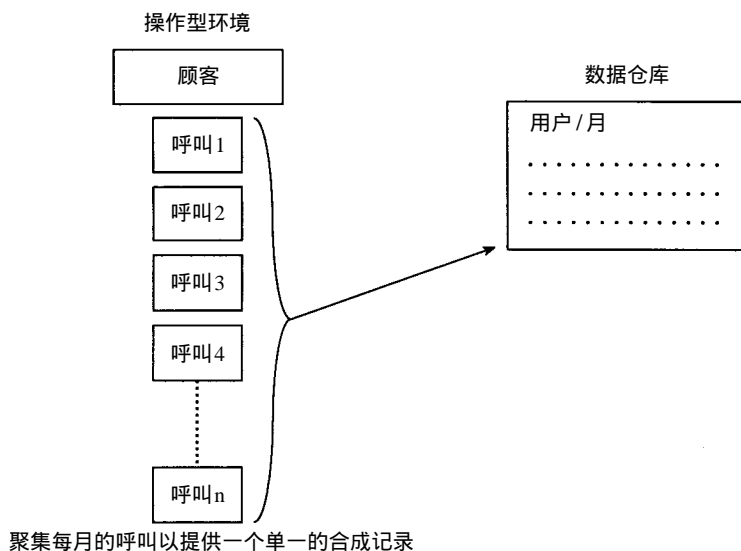 操作型环境
顾客
呼叫1
呼叫2
呼叫3
呼叫4
呼叫n
数据仓库
用户/月
聚集每月的呼叫以提供一个单一的合成记录